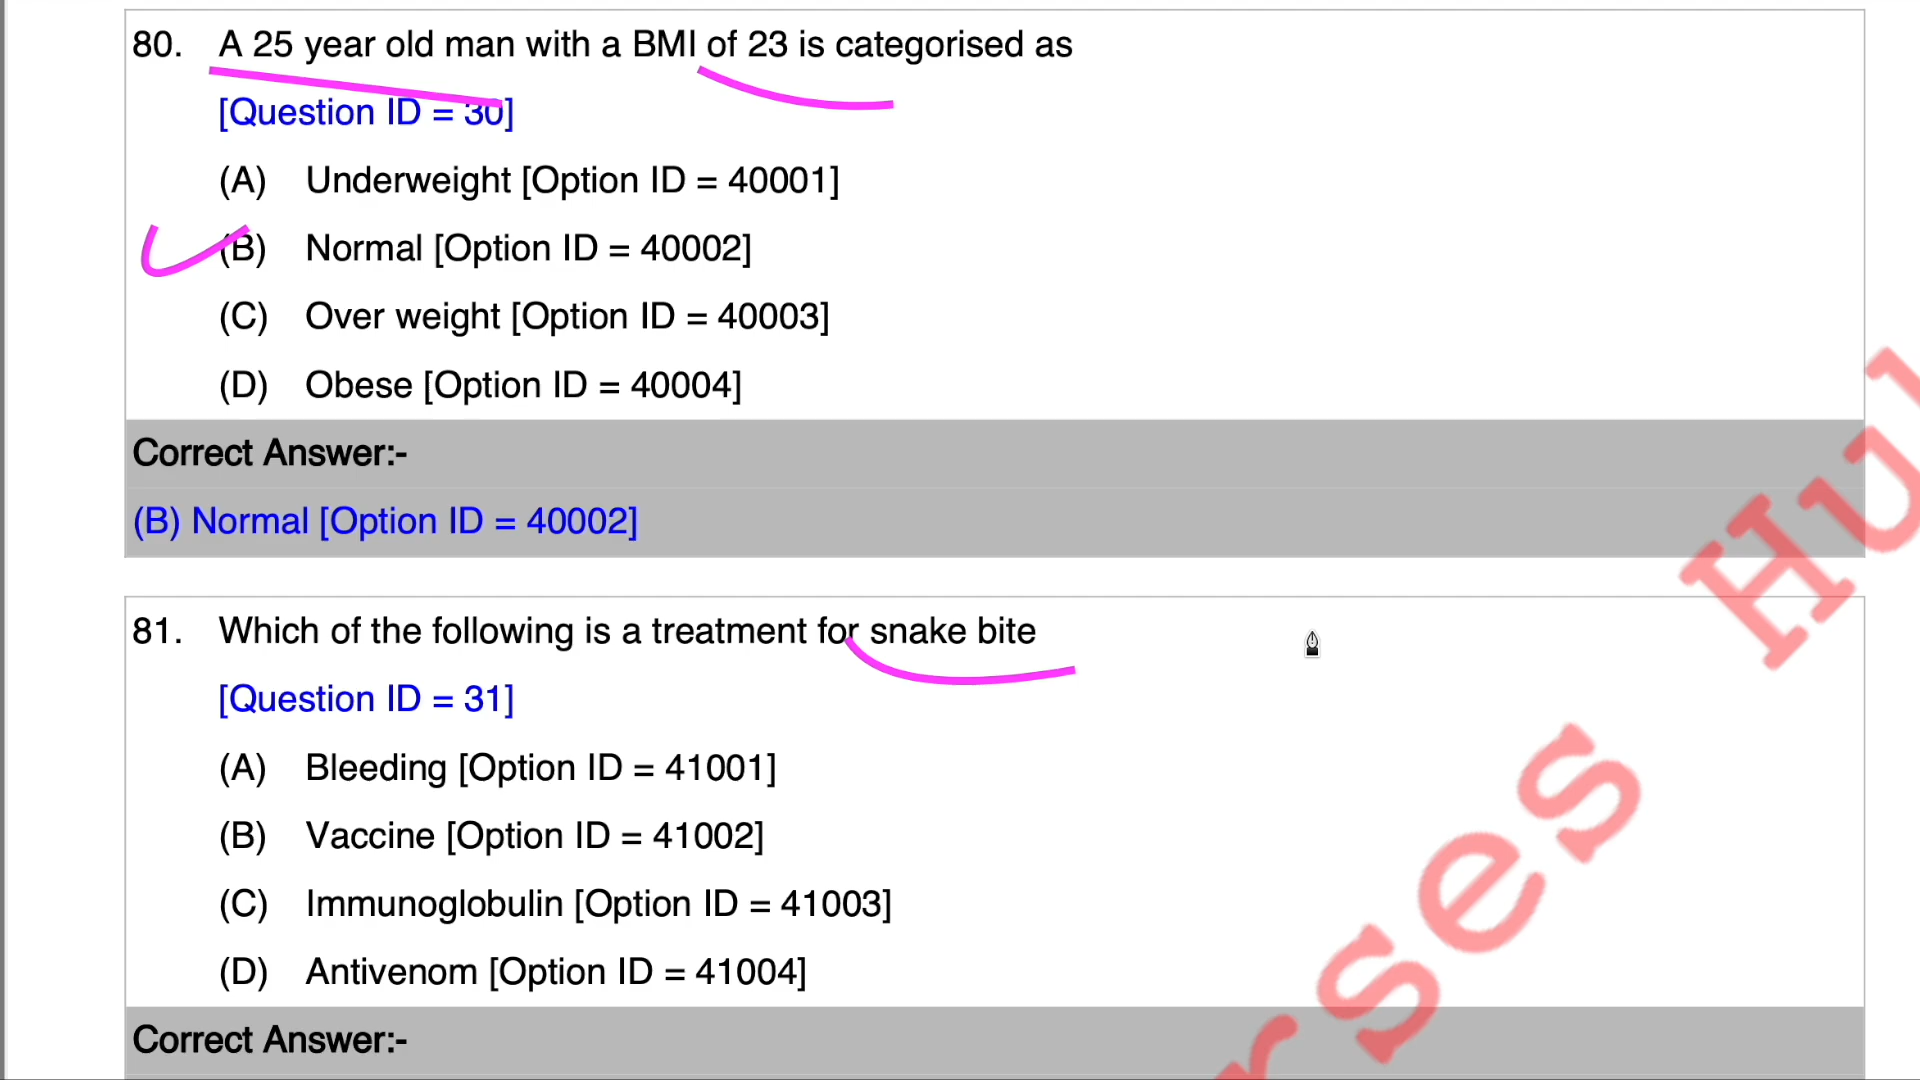 80. A 25 year old man with a BMI of 23 is categorised as
[Question ID = 30]
(A) Underweight [Option ID = 40001]
(B) Normal [Option ID = 40002]
(C) Over weight [Option ID = 40003]
(D) Obese [Option ID = 40004]
Correct Answer:-
(B) Normal [Option ID = 40002]
81. Which of the following is a treatment for snake bite
[Question ID = 31]
(A) Bleeding [Option ID = 41001]
(B) Vaccine [Option ID = 41002]
(C) Immunoglobulin [Option ID = 41003]
(D) Antivenom [Option ID = 41004]
Correct Answer:-
rses Hu